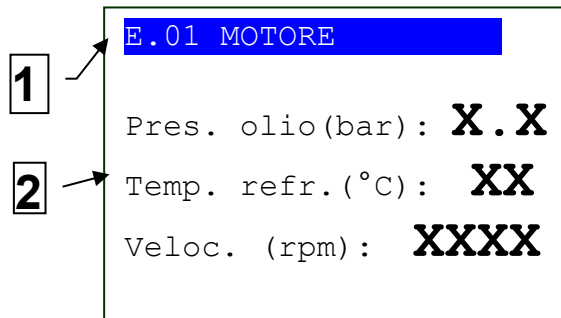 E.01 MOTORE
1
Pres. olio(bar): X.X
2
Temp. refr.(°C): XX
Veloc. (rpm): XXXX